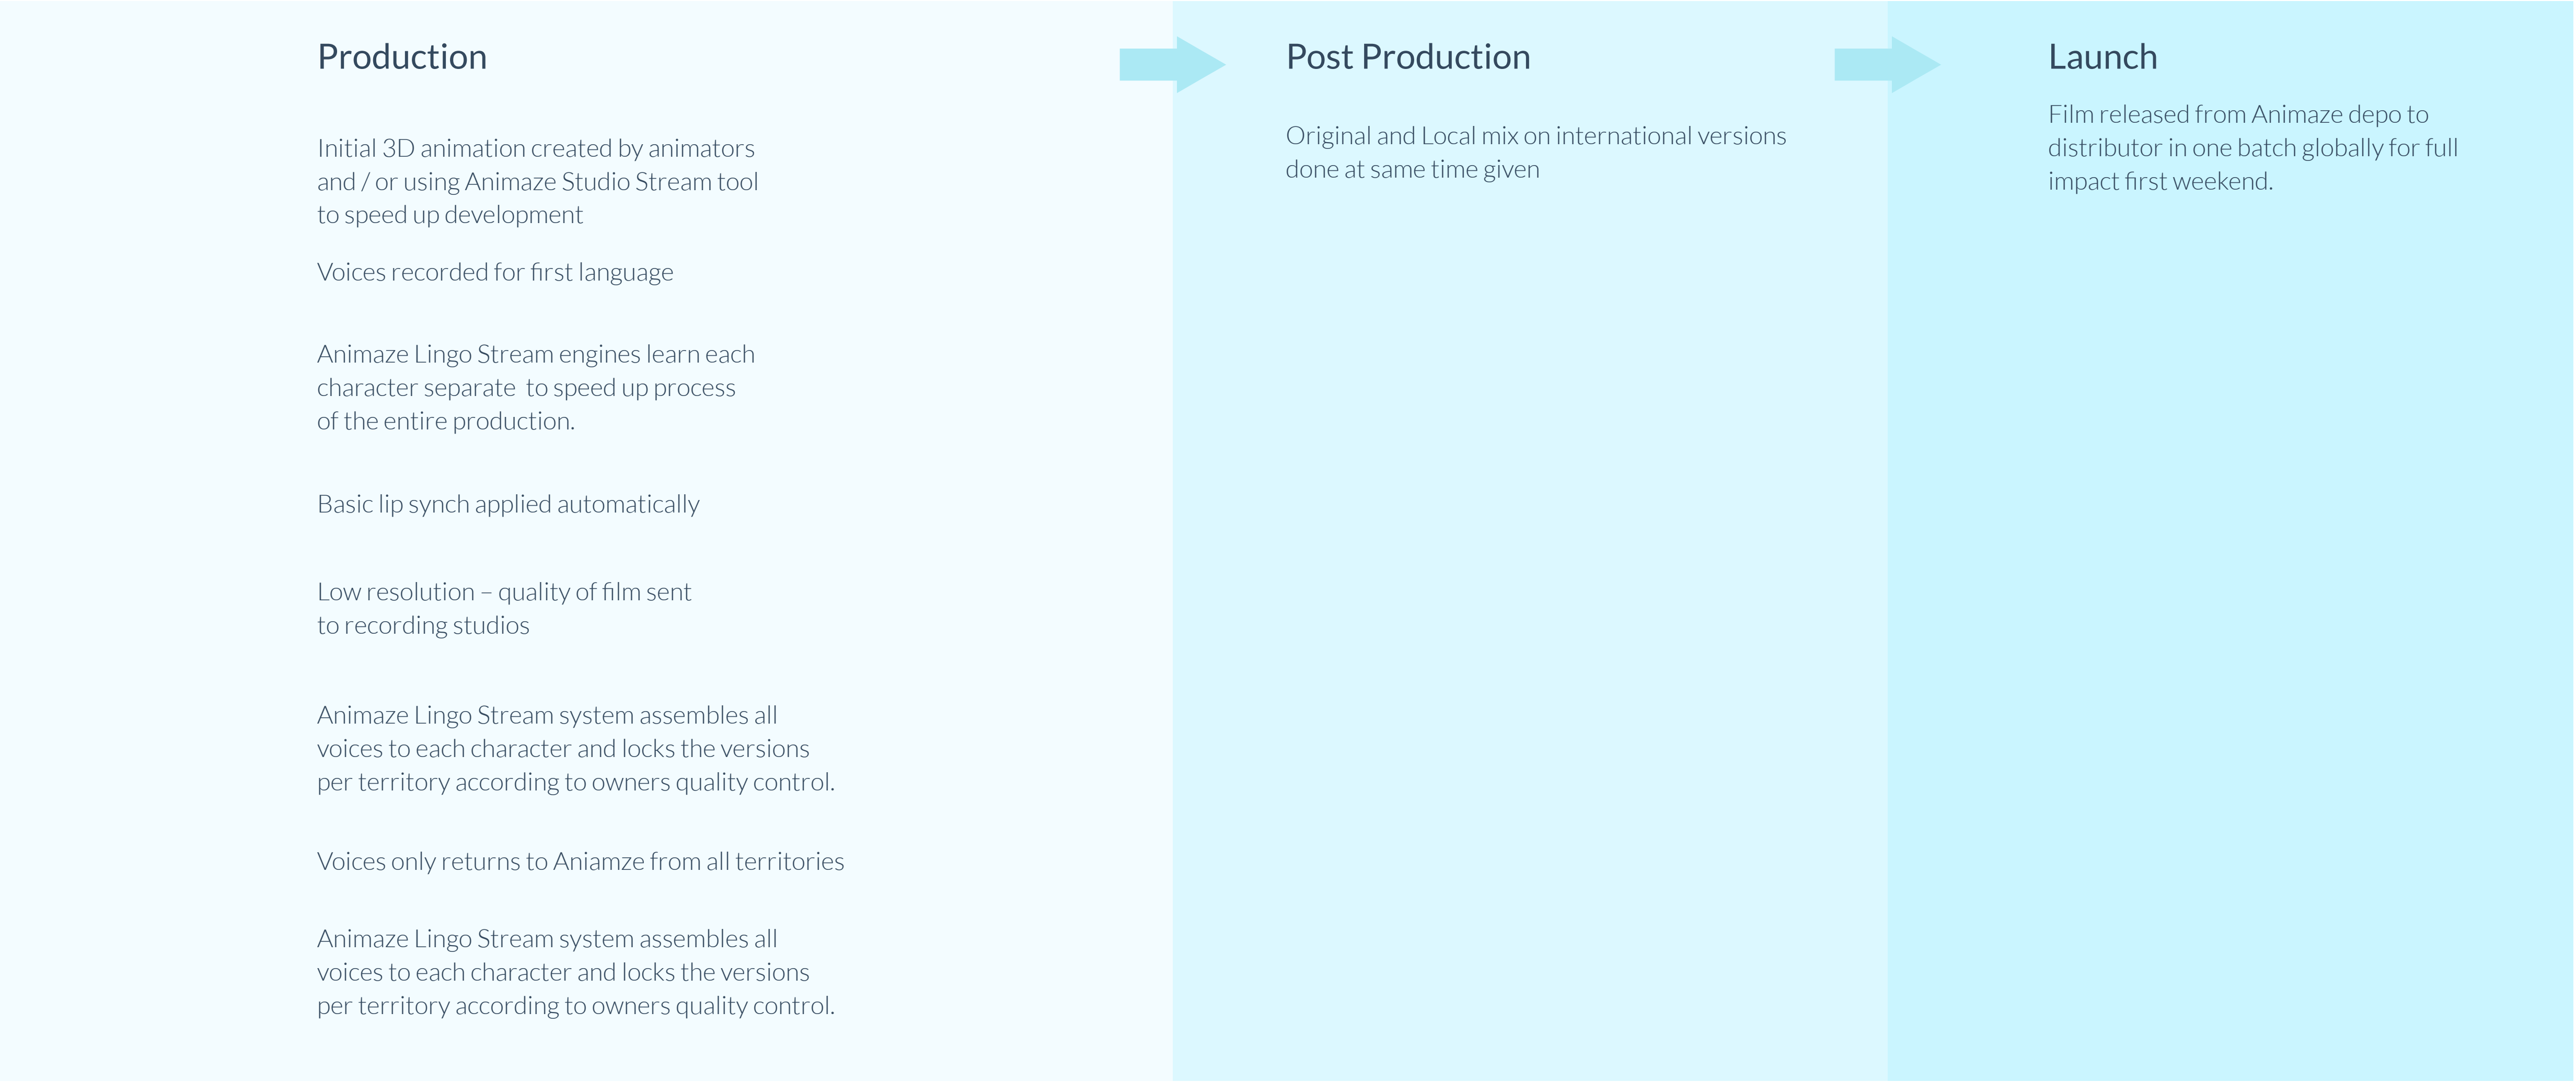 Production
Initial 3D animation created by animators
and / or using Animaze Studio Stream tool
to speed up development
Voices recorded for first language
Animaze Lingo Stream engines learn each
character separate  to speed up process
of the entire production.
Basic lip synch applied automatically
Low resolution – quality of film sent
to recording studios
Animaze Lingo Stream system assembles all
voices to each character and locks the versions
per territory according to owners quality control.
Voices only returns to Aniamze from all territories
Animaze Lingo Stream system assembles all
voices to each character and locks the versions
per territory according to owners quality control.
Post Production
Original and Local mix on international versions
done at same time given
Launch
Film released from Animaze depo to
distributor in one batch globally for full
impact first weekend.